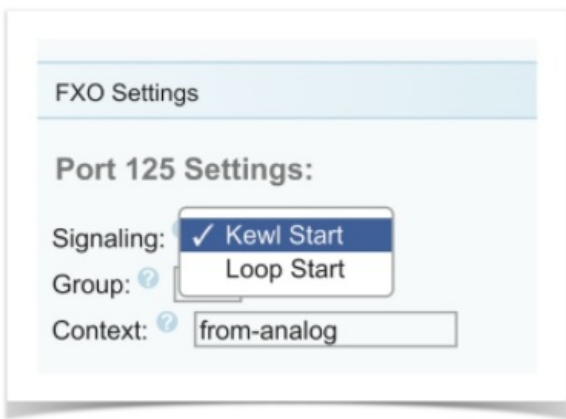 FXO Settings
Port 125 Settings:
Signaling: ✓ Kewl Start
Loop Start
Group: ?
Context: ? from-analog